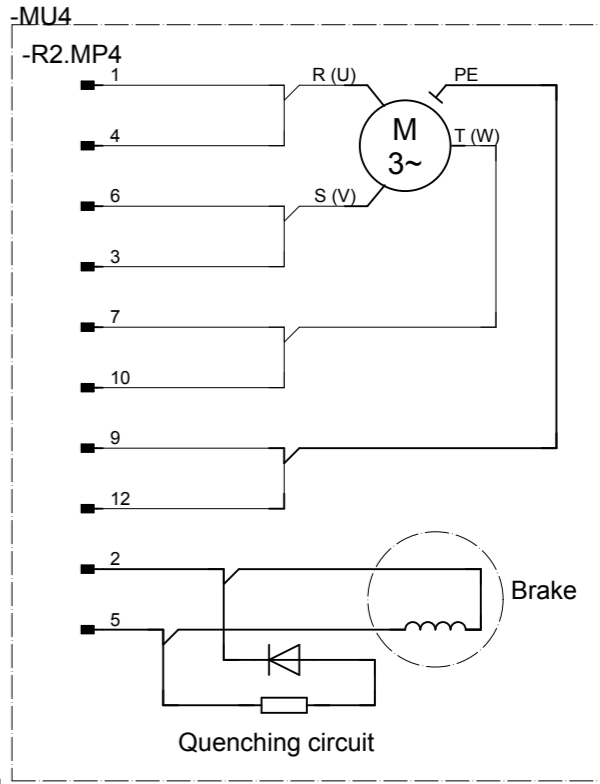 -MU4
-R2.MP4
1 R (U) PE
4 M T (W)
3~
6 S (V)
3
7
10
9
12
2
Brake
5
Quenching circuit